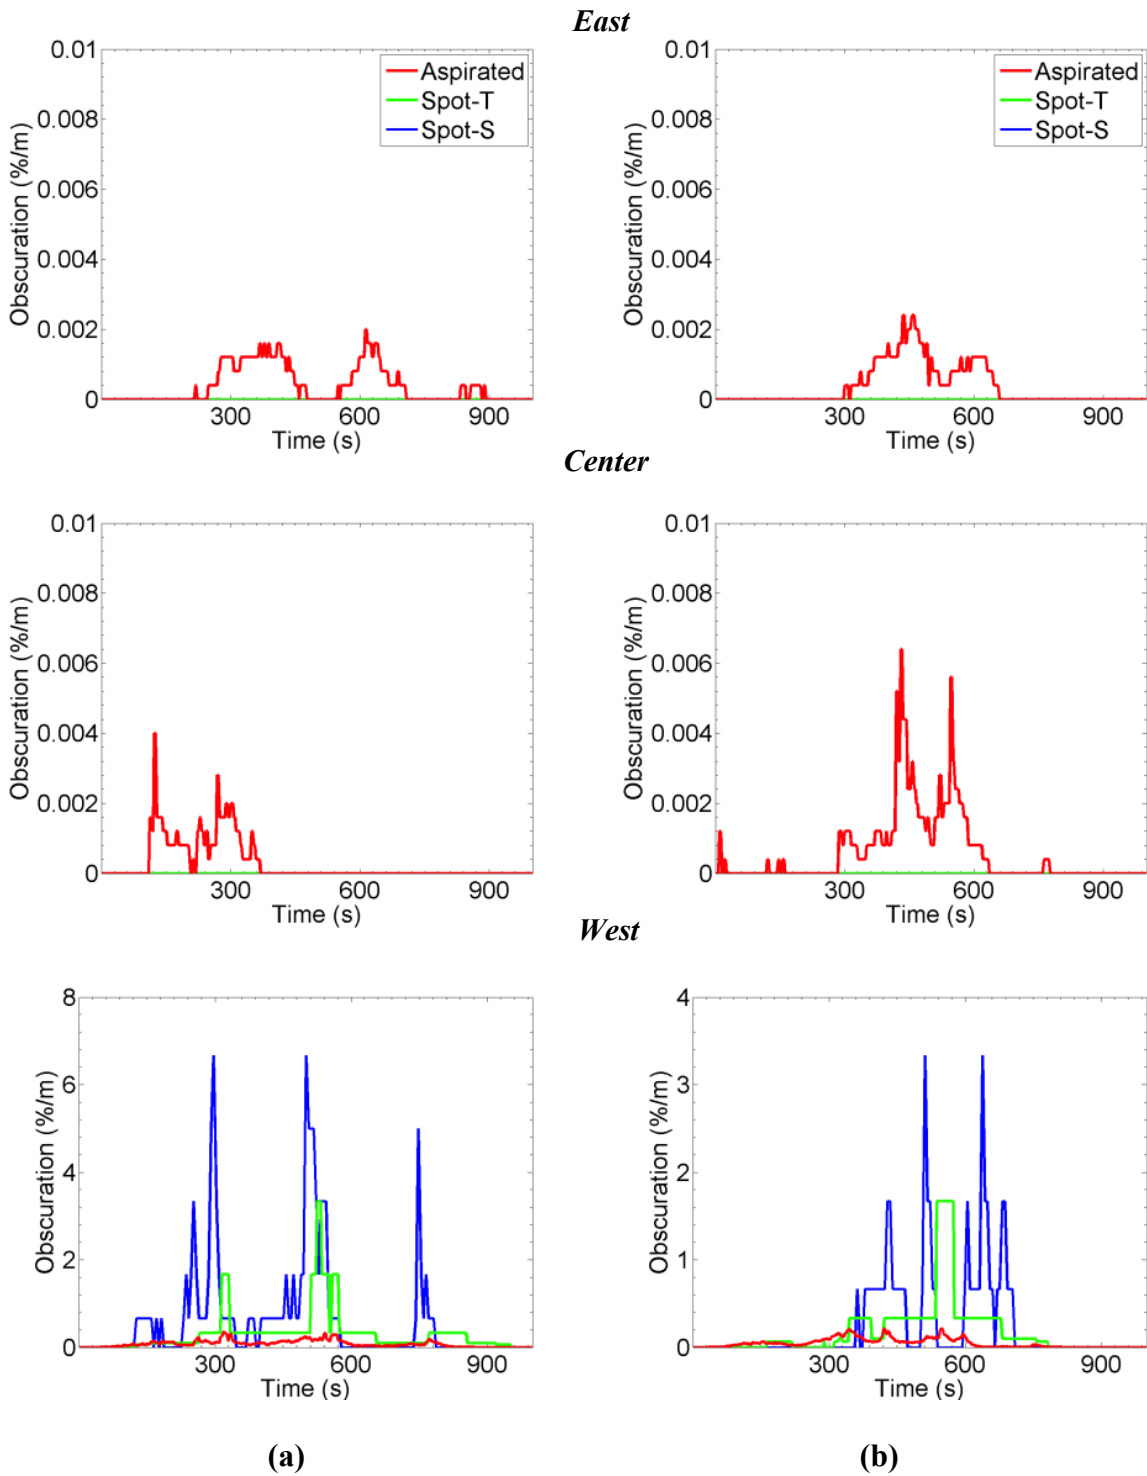 East
0.01
0.008
0.006
0.004
0.002
0
300
600
900
Time (s)
Obscuration (%/m)
Aspirated
Spot-T
Spot-S
0.01
0.008
0.006
0.004
0.002
0
300
600
900
Time (s)
Obscuration (%/m)
Aspirated
Spot-T
Spot-S
Center
0.01
0.008
0.006
0.004
0.002
0
300
600
900
Time (s)
Obscuration (%/m)
0.01
0.008
0.006
0.004
0.002
0
300
600
900
Time (s)
Obscuration (%/m)
West
8
6
4
2
0
300
600
900
Time (s)
Obscuration (%/m)
4
3
2
1
0
300
600
900
Time (s)
Obscuration (%/m)
(a)
(b)